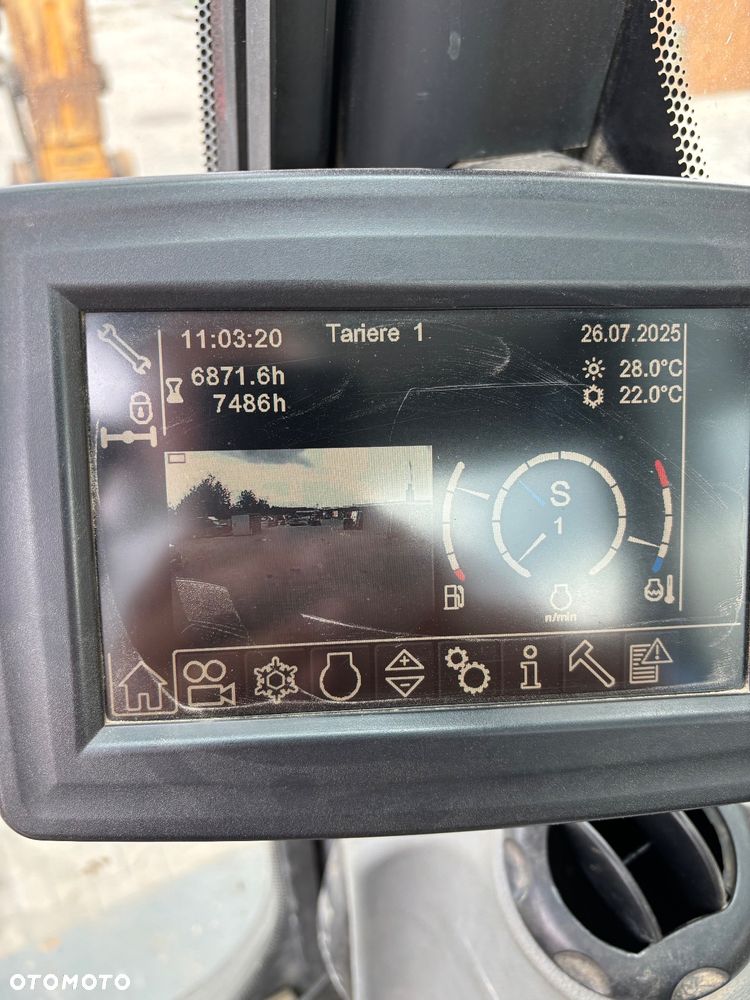 11:03:20 Tariere 1 26.07.2025
6871.6h 28.0°C
7486h 22.0°C
S
1
n/min
OTOMOTO